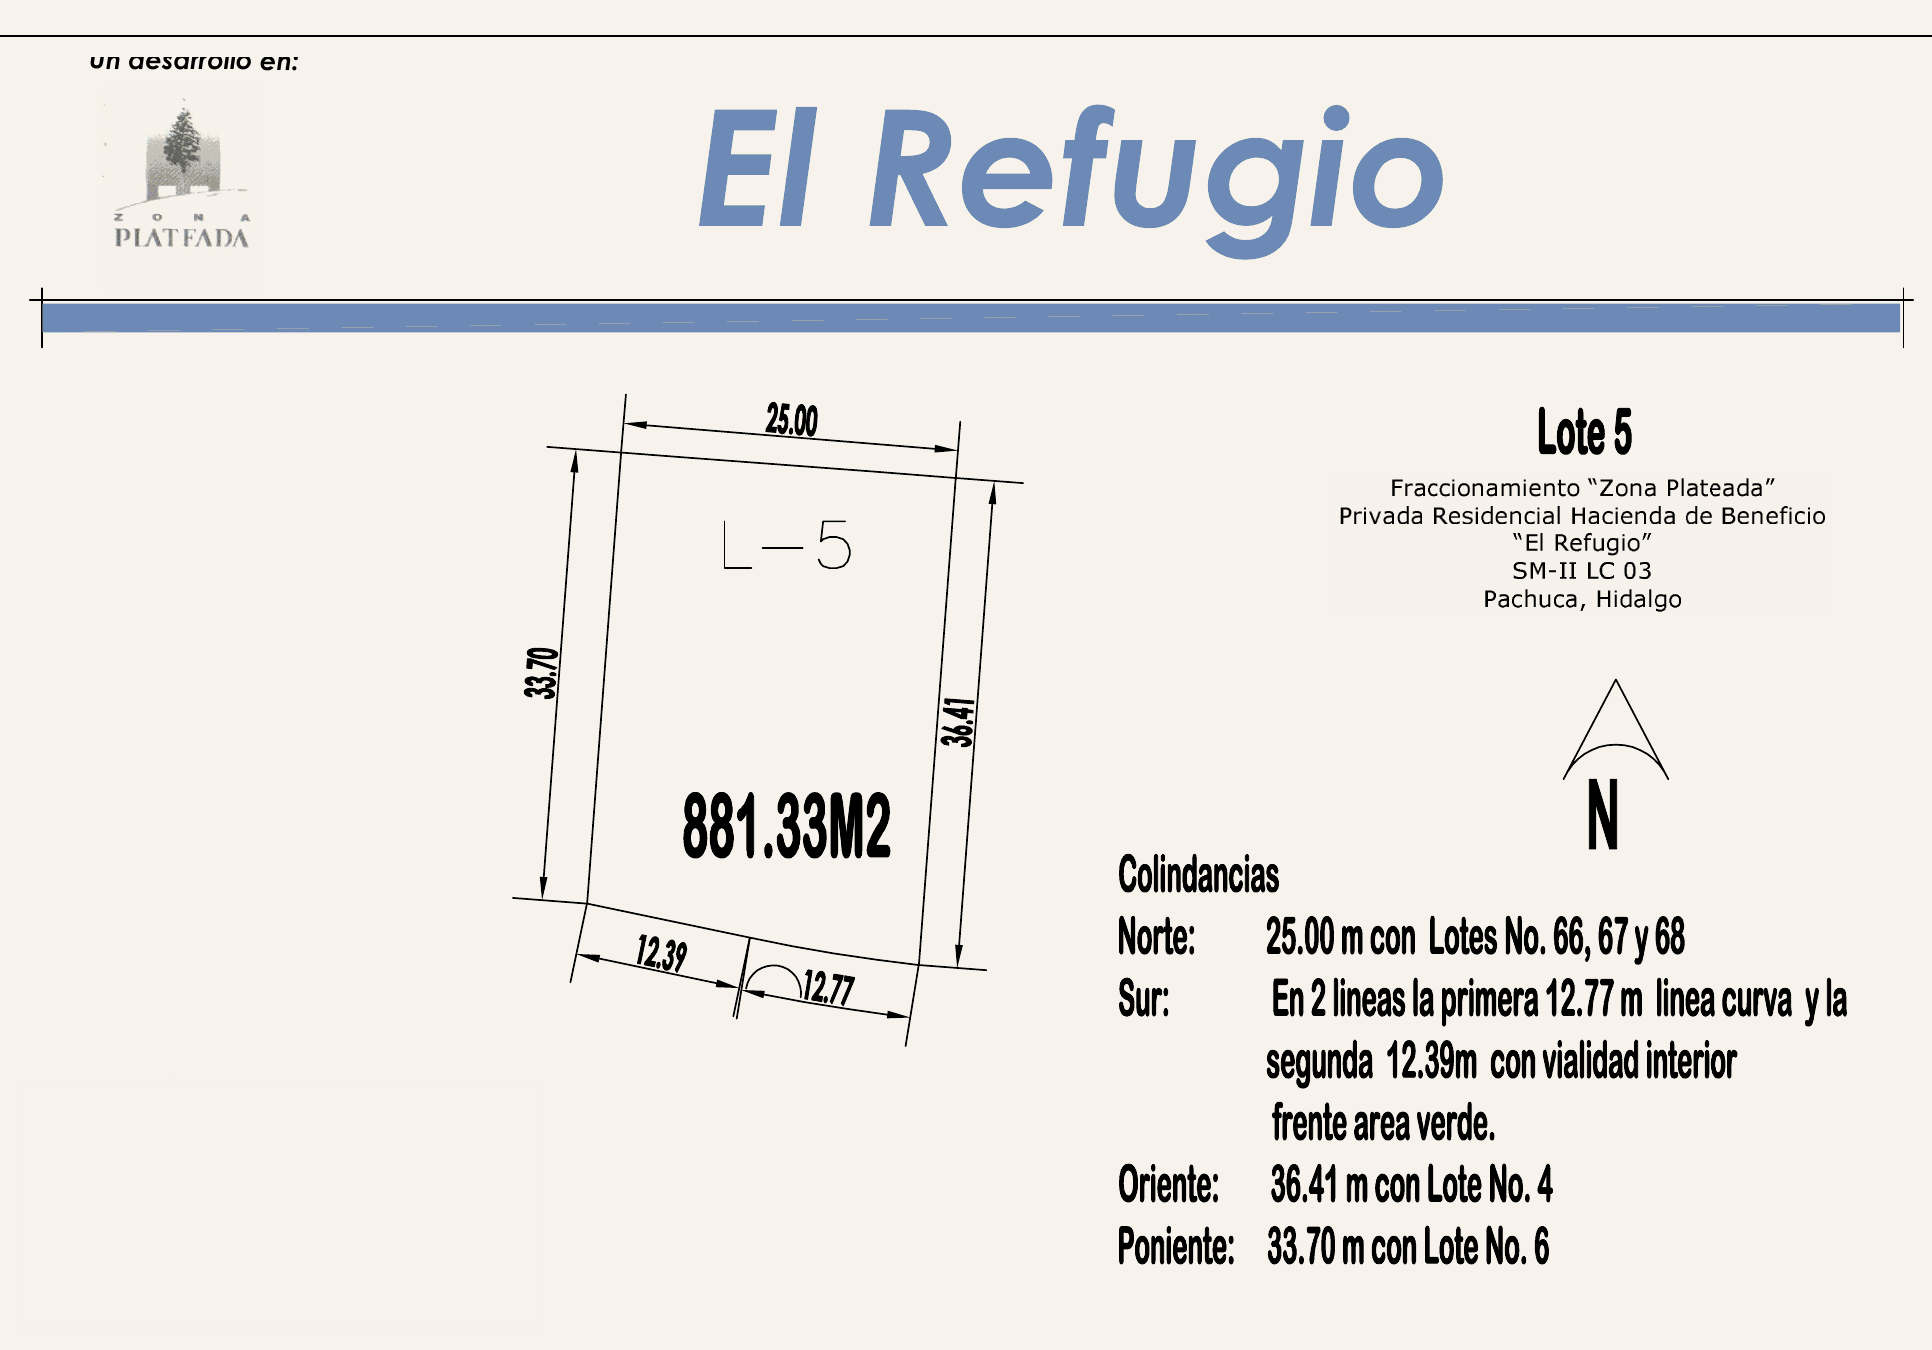 un desarrollo en:
ZONA
PLATEADA
El Refugio
25.00
L-5
33.70
36.41
881.33M2
12.39
12.77
Lote 5
Fraccionamiento “Zona Plateada”
Privada Residencial Hacienda de Beneficio
“El Refugio”
SM-II LC 03
Pachuca, Hidalgo
N
Colindancias
Norte: 25.00 m con Lotes No. 66, 67 y 68
Sur: En 2 lineas la primera 12.77 m linea curva y la
segunda 12.39m con vialidad interior
frente area verde.
Oriente: 36.41 m con Lote No. 4
Poniente: 33.70 m con Lote No. 6